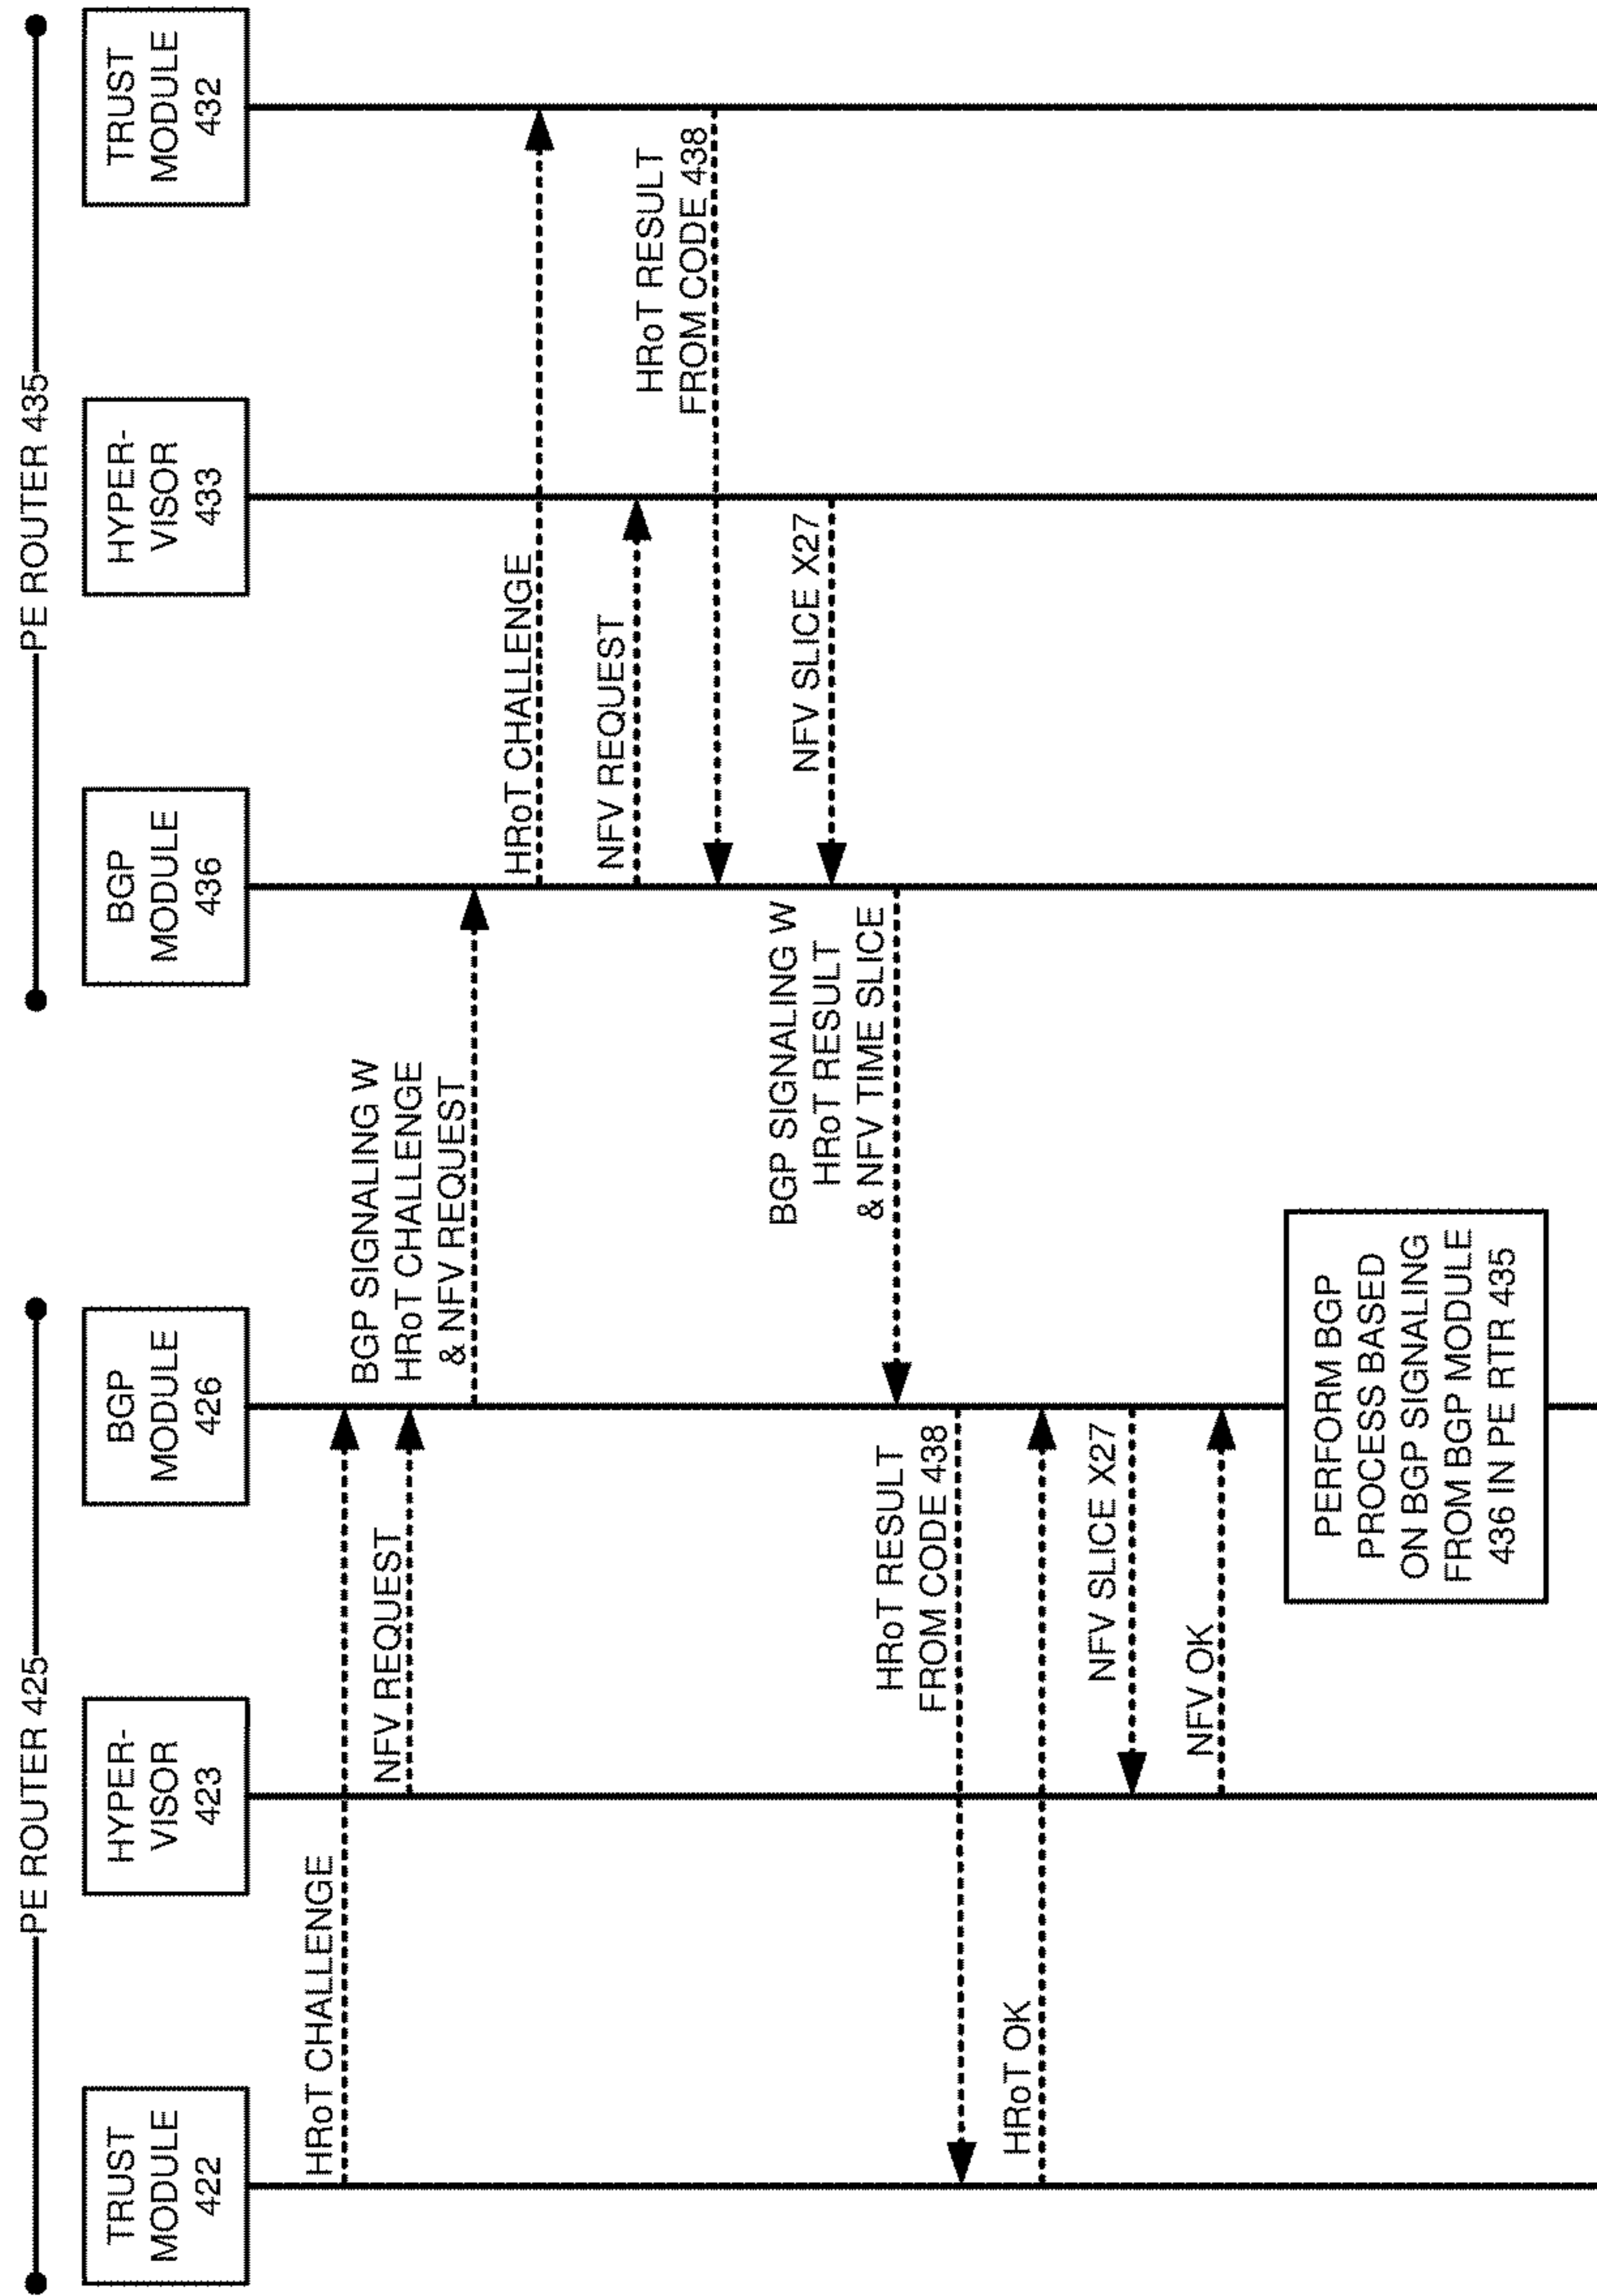 PE ROUTER 425
PE ROUTER 435
TRUST
MODULE
422
HYPER-
VISOR
423
BGP
MODULE
426
BGP
MODULE
436
HYPER-
VISOR
433
TRUST
MODULE
432
HRoT CHALLENGE
NFV REQUEST
BGP SIGNALING W
HRoT CHALLENGE
& NFV REQUEST
HRoT CHALLENGE
NFV REQUEST
HRoT RESULT
FROM CODE 438
NFV SLICE X27
BGP SIGNALING W
HRoT RESULT
& NFV TIME SLICE
HRoT RESULT
FROM CODE 438
HRoT OK
NFV SLICE X27
NFV OK
PERFORM BGP
PROCESS BASED
ON BGP SIGNALING
FROM BGP MODULE
436 IN PE RTR 435